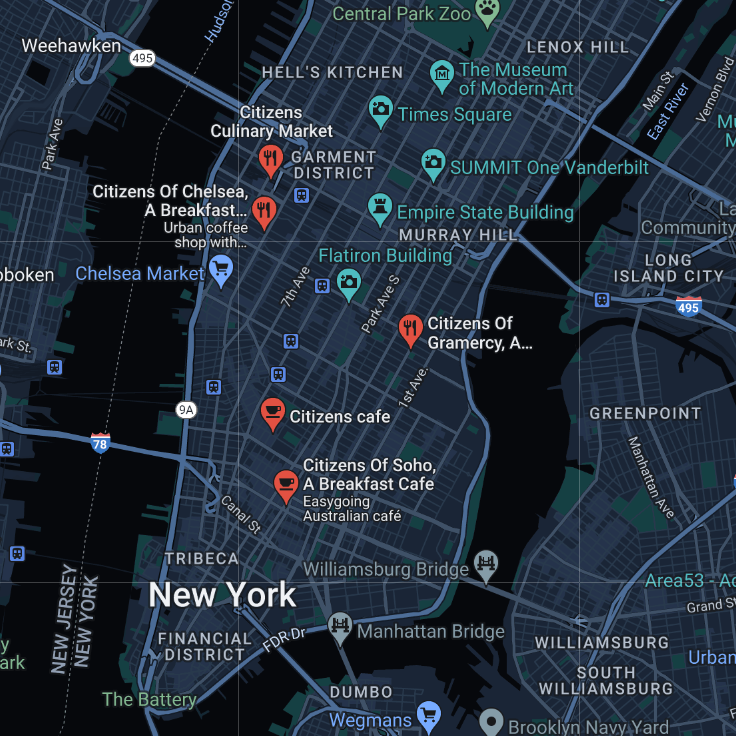 Central Park Zoo
Weehawken
495
Hudso
LENOX HILL
HELL'S KITCHEN
The Museum
of Modern Art
Main St
East River
Vernon Blvd
Citizens
Culinary Market
Times Square
Park Ave
GARMENT
DISTRICT
SUMMIT One Vanderbilt
Mu
Citizens Of Chelsea,
A Breakfast...
Urban coffee
shop with...
Empire State Building
MURRAY HILL
La
Community
Flatiron Building
Chelsea Market
oboken
LONG
ISLAND CITY
7th Ave
Park Ave S
495
Citizens Of
Gramercy, A...
ark St.
1st Ave.
9A
Citizens cafe
GREENPOINT
78
Manhattan Ave
Citizens Of Soho,
A Breakfast Cafe
Easygoing
Australian café
Canal St
TRIBECA
Williamsburg Bridge
New York
Area53 - Ad
Grand St
NEW JERSEY
NEW YORK
FINANCIAL
DISTRICT
FDR Dr
Manhattan Bridge
WILLIAMSBURG
y
ark
Urban
SOUTH
WILLIAMSBURG
The Battery
DUMBO
Wegmans
Brooklyn Navy Yard